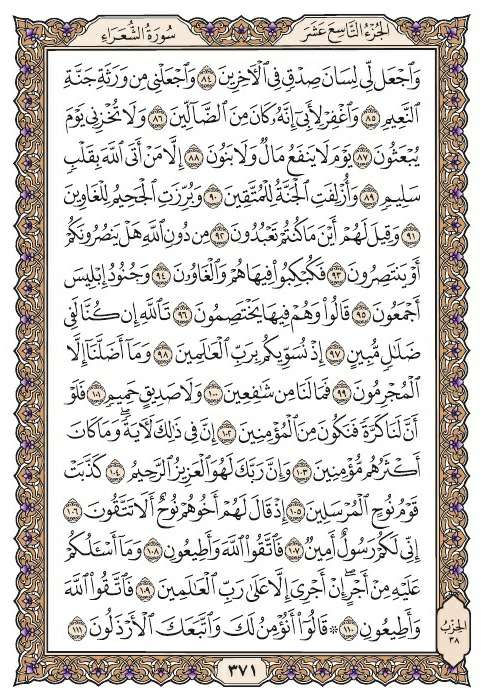 الجزء التاسع عشر
سورة الشعراء
وَٱجۡعَل لِّي لِسَانَ صِدۡقٖ فِي ٱلۡأٓخِرِينَ ٨٤ وَٱجۡعَلۡنِي مِن وَرَثَةِ جَنَّةِ
ٱلنَّعِيمِ ٨٥ وَٱغۡفِرۡ لِأَبِيٓ إِنَّهُۥ كَانَ مِنَ ٱلضَّآلِّينَ ٨٦ وَلَا تُخۡزِنِي يَوۡمَ
يُبۡعَثُونَ ٨٧ يَوۡمَ لَا يَنفَعُ مَالٞ وَلَا بَنُونَ ٨٨ إِلَّا مَنۡ أَتَى ٱللَّهَ بِقَلۡبٖ
سَلِيمٖ ٨٩ وَأُزۡلِفَتِ ٱلۡجَنَّةُ لِلۡمُتَّقِينَ ٩٠ وَبُرِّزَتِ ٱلۡجَحِيمُ لِلۡغَاوِينَ
٩١ وَقِيلَ لَهُمۡ أَيۡنَ مَا كُنتُمۡ تَعۡبُدُونَ ٩٢ مِن دُونِ ٱللَّهِ هَلۡ يَنصُرُونَكُمۡ
أَوۡ يَنتَصِرُونَ ٩٣ فَكُبۡكِبُواْ فِيهَا هُمۡ وَٱلۡغَاوُۥنَ ٩٤ وَجُنُودُ إِبۡلِيسَ
أَجۡمَعُونَ ٩٥ قَالُواْ وَهُمۡ فِيهَا يَخۡتَصِمُونَ ٩٦ تَٱللَّهِ إِن كُنَّا لَفِي
ضَلَٰلٖ مُّبِينٍ ٩٧ إِذۡ نُسَوِّيكُم بِرَبِّ ٱلۡعَٰلَمِينَ ٩٨ وَمَآ أَضَلَّنَآ إِلَّا
ٱلۡمُجۡرِمُونَ ٩٩ فَمَا لَنَا مِن شَٰفِعِينَ ١٠٠ وَلَا صَدِيقٍ حَمِيمٖ ١٠١ فَلَوۡ
أَنَّ لَنَا كَرَّةٗ فَنَكُونَ مِنَ ٱلۡمُؤۡمِنِينَ ١٠٢ إِنَّ فِي ذَٰلِكَ لَأٓيَةٗۖ وَمَا كَانَ
أَكۡثَرُهُم مُّؤۡمِنِينَ ١٠٣ وَإِنَّ رَبَّكَ لَهُوَ ٱلۡعَزِيزُ ٱلرَّحِيمُ ١٠٤ كَذَّبَتۡ
قَوۡمُ نُوحٍ ٱلۡمُرۡسَلِينَ ١٠٥ إِذۡ قَالَ لَهُمۡ أَخُوهُمۡ نُوحٌ أَلَا تَتَّقُونَ ١٠٦
إِنِّي لَكُمۡ رَسُولٌ أَمِينٞ ١٠٧ فَٱتَّقُواْ ٱللَّهَ وَأَطِيعُونِ ١٠٨ وَمَآ أَسۡـَٔلُكُمۡ
عَلَيۡهِ مِنۡ أَجۡرٍۖ إِنۡ أَجۡرِيَ إِلَّا عَلَىٰ رَبِّ ٱلۡعَٰلَمِينَ ١٠٩ فَٱتَّقُواْ ٱللَّهَ
وَأَطِيعُونِ ١١٠ ۞ قَالُوٓاْ أَنُؤۡمِنُ لَكَ وَٱتَّبَعَكَ ٱلۡأَرۡذَلُونَ ١١١
الحزب
٣٨
٣٧١